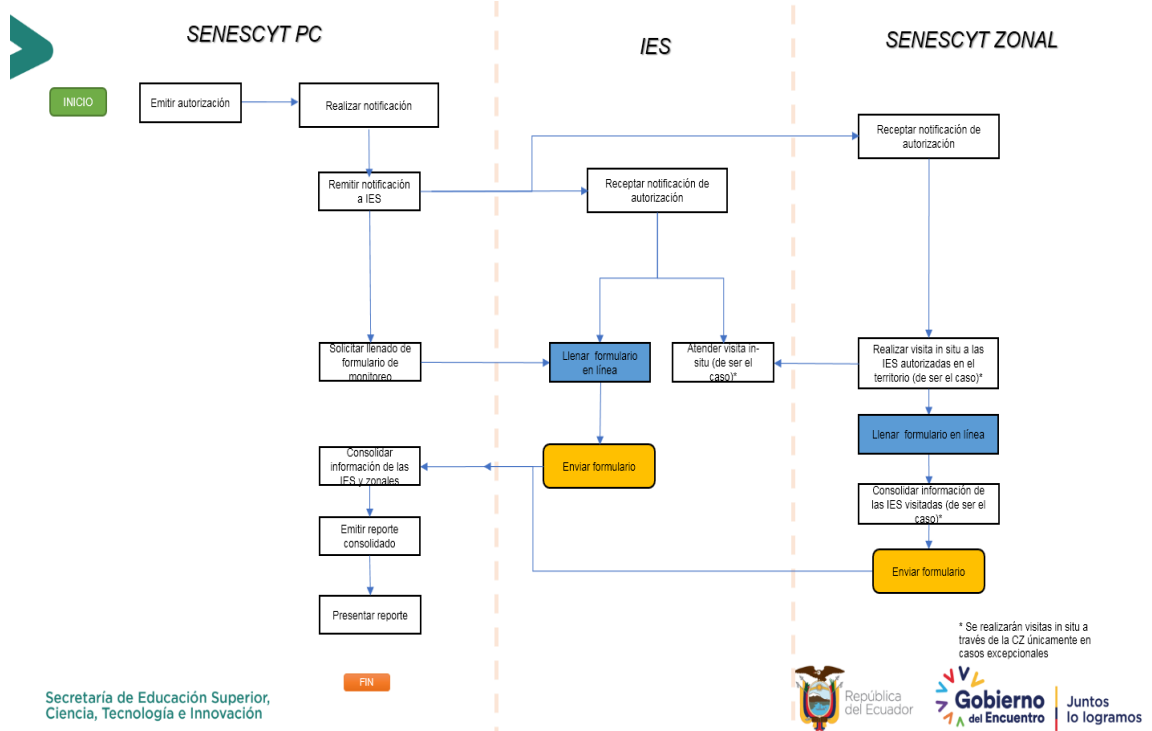 SENESCYT PC
IES
SENESCYT ZONAL
INICIO
Emitir autorización
Realizar notificación
Receptar notificación de
autorización
Remitir notificación
a IES
Receptar notificación de
autorización
Solicitar llenado de
formulario de
monitoreo
Llenar formulario
en línea
Atender visita in-
situ (de ser el
caso)*
Realizar visita in situ a las
IES autorizadas en el
territorio (de ser el caso)*
Llenar formulario en línea
Consolidar
información de las
IES y zonales
Enviar formulario
Consolidar información de
las IES visitadas (de ser el
caso)*
Emitir reporte
consolidado
Enviar formulario
Presentar reporte
* Se realizarán visitas in situ a
través de la CZ únicamente en
casos excepcionales
FIN
Secretaría de Educación Superior,
Ciencia, Tecnología e Innovación
República
del Ecuador
Gobierno
del Encuentro
Juntos
lo logramos